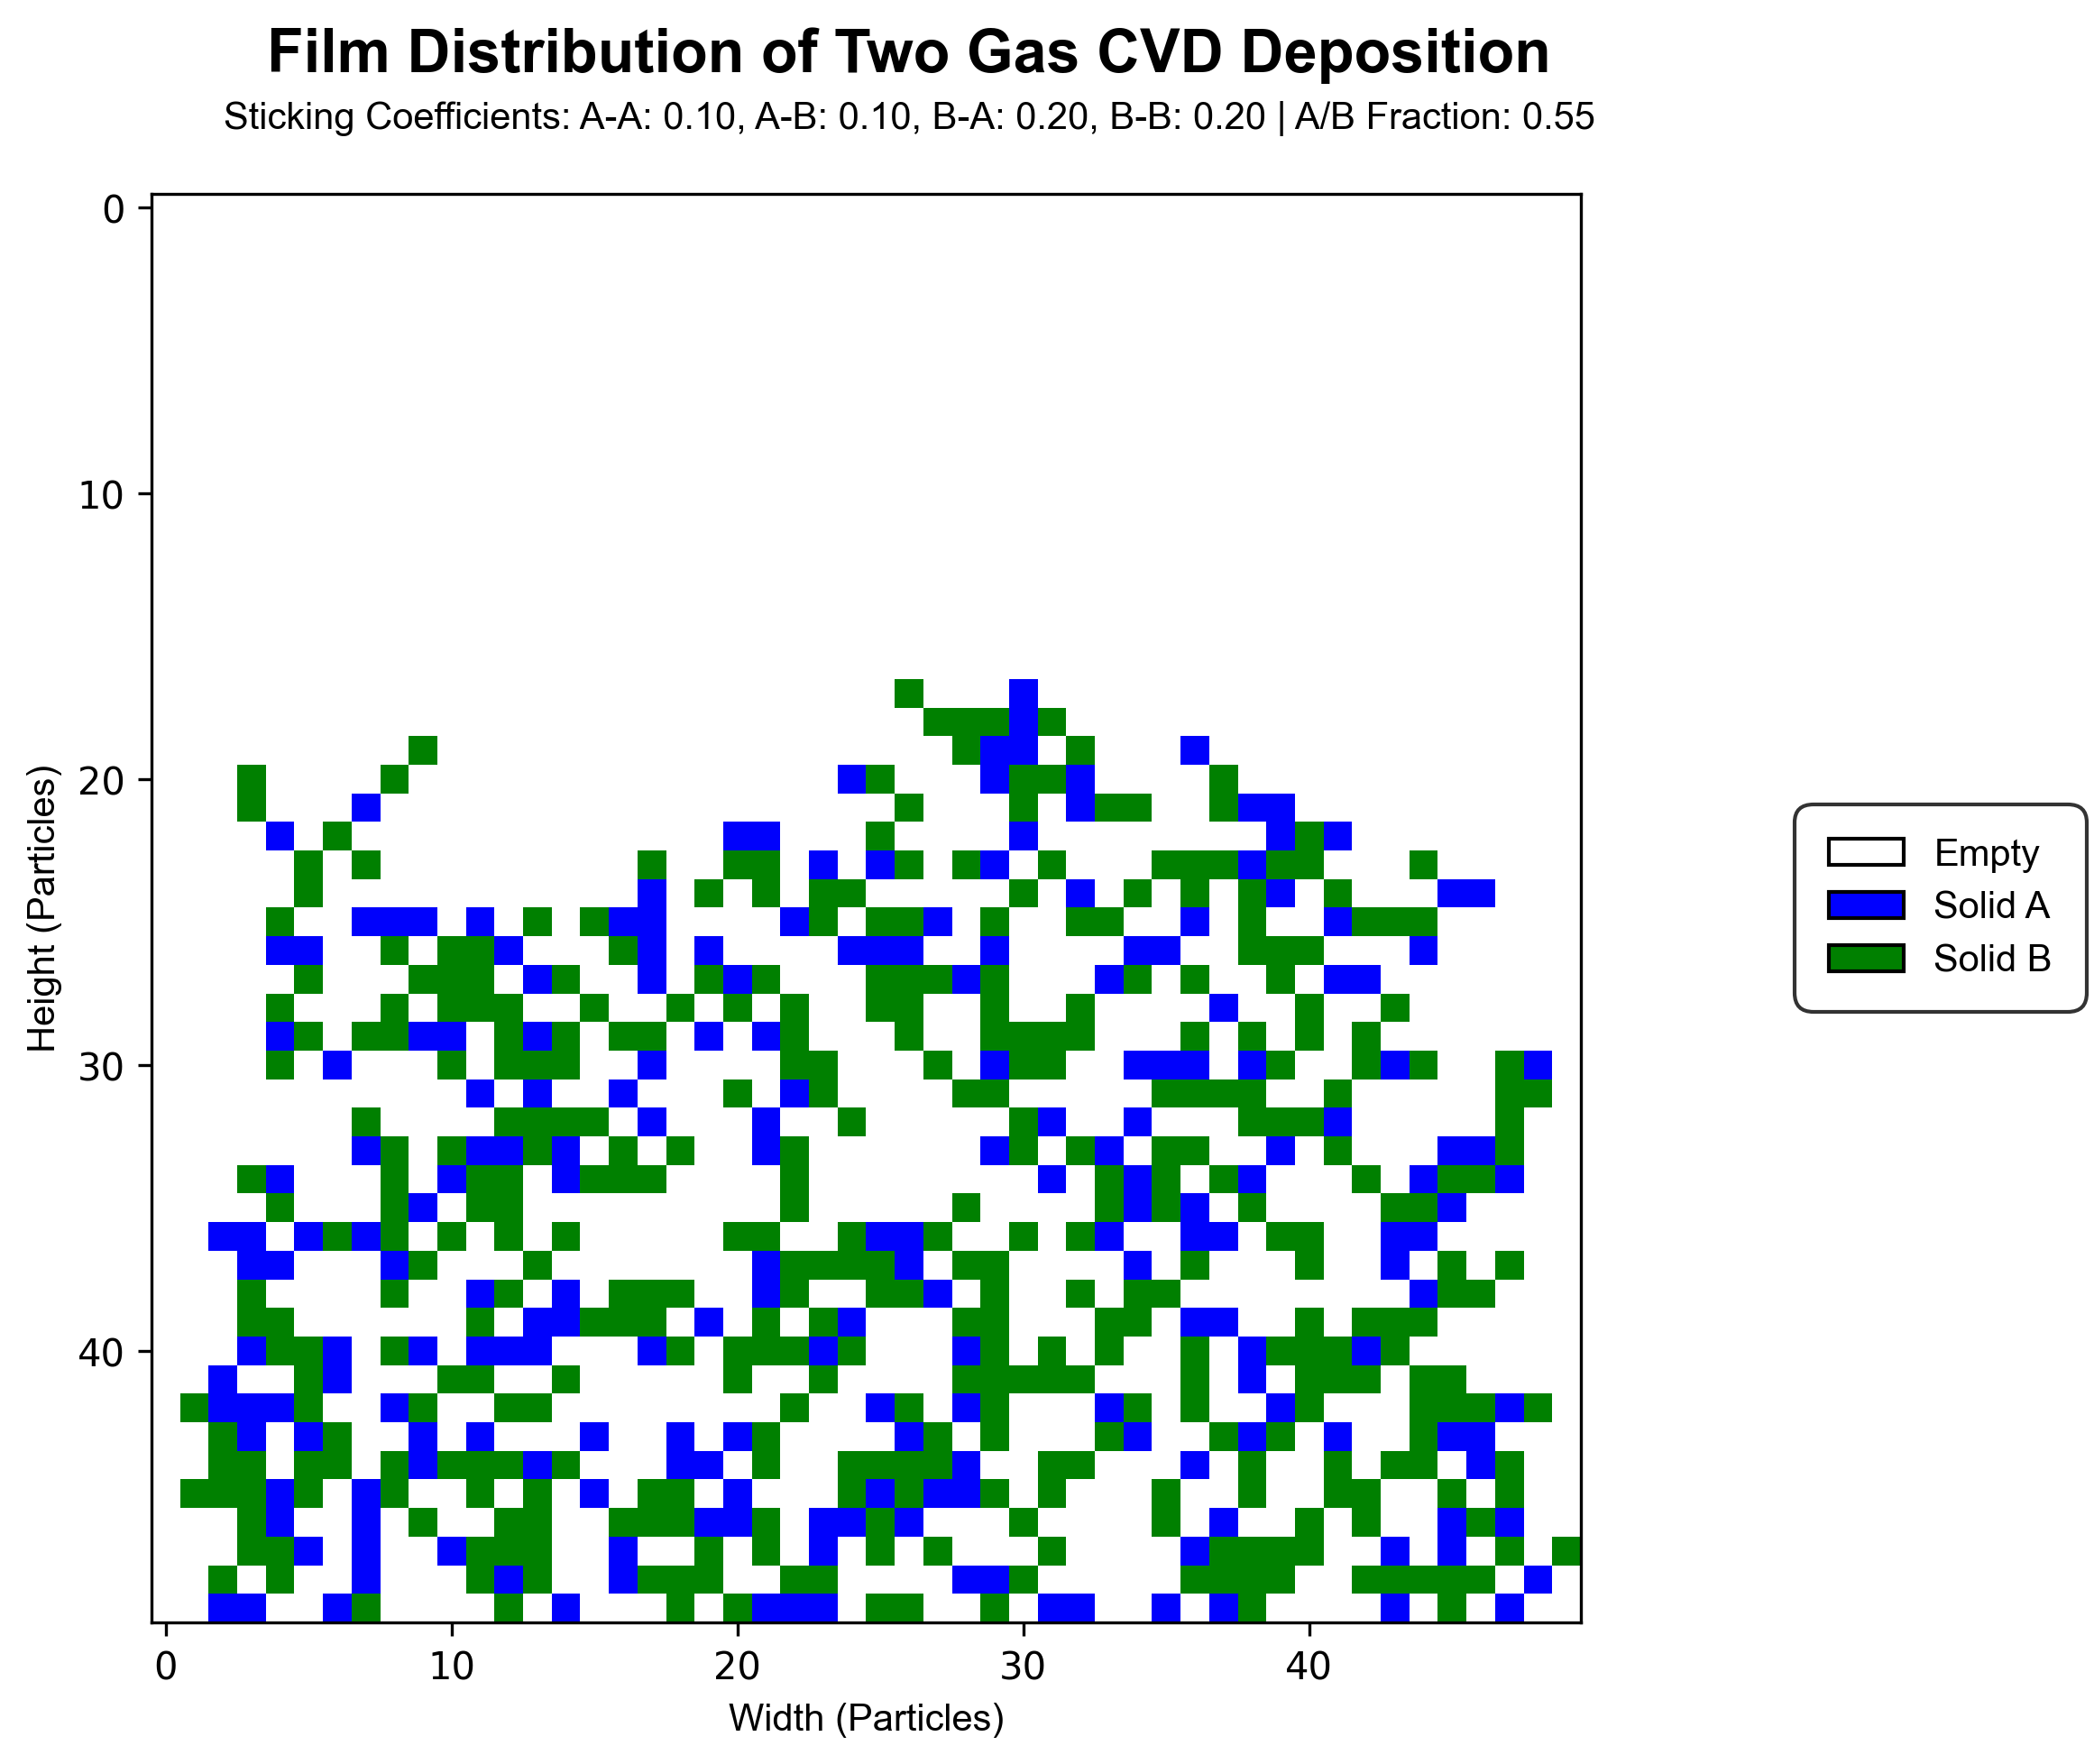 Film Distribution of Two Gas CVD Deposition
Sticking Coefficients: A-A: 0.10, A-B: 0.10, B-A: 0.20, B-B: 0.20 | A/B Fraction: 0.55
0
10
20
30
40
Height (Particles)
0
10
20
30
40
Width (Particles)
Empty
Solid A
Solid B